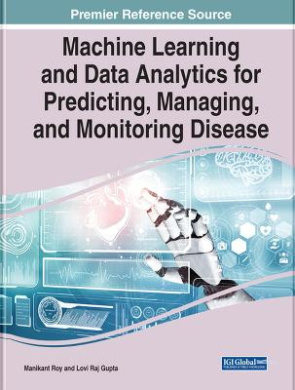 Premier Reference Source
Machine Learning
and Data Analytics for
Predicting, Managing,
and Monitoring Disease
Manikant Roy and Lovi Raj Gupta
IGI Global